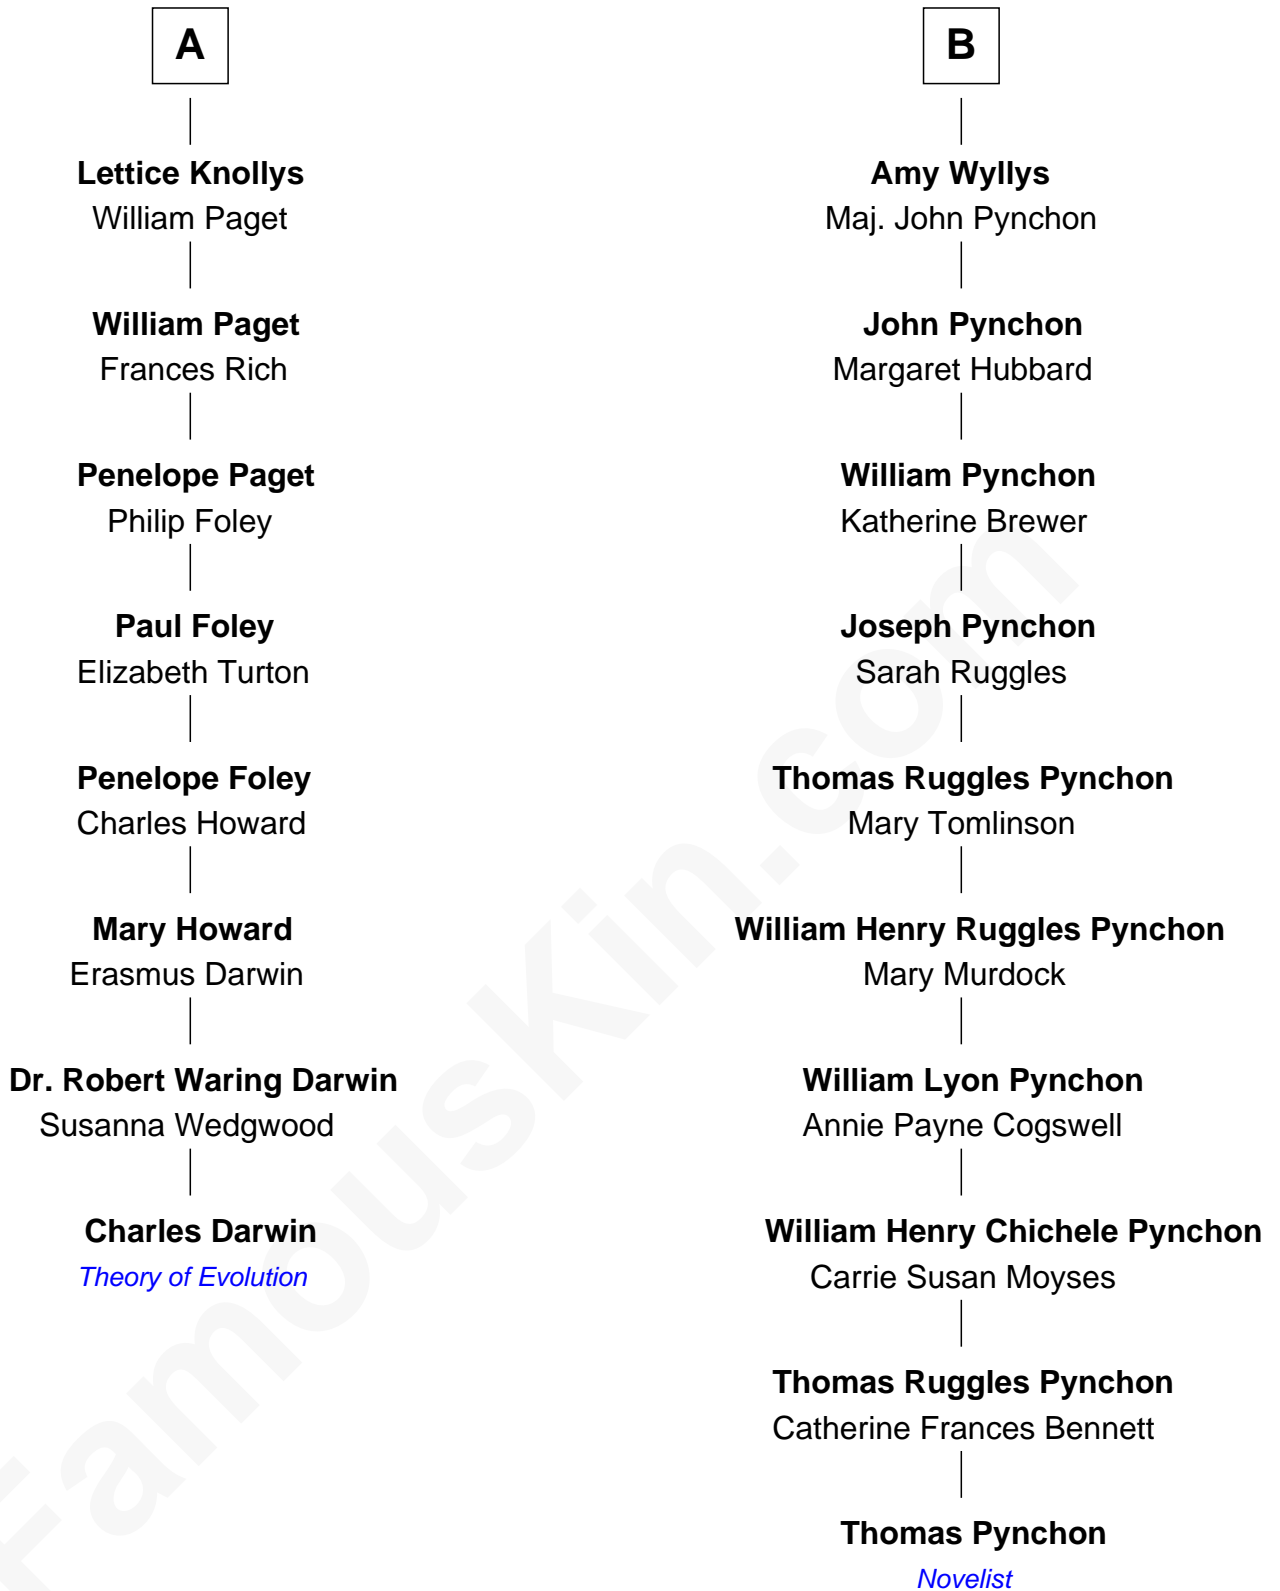 A
Lettice Knollys
William Paget
William Paget
Frances Rich
Penelope Paget
Philip Foley
Paul Foley
Elizabeth Turton
Penelope Foley
Charles Howard
Mary Howard
Erasmus Darwin
Dr. Robert Waring Darwin
Susanna Wedgwood
Charles Darwin
Theory of Evolution
B
Amy Wyllys
Maj. John Pynchon
John Pynchon
Margaret Hubbard
William Pynchon
Katherine Brewer
Joseph Pynchon
Sarah Ruggles
Thomas Ruggles Pynchon
Mary Tomlinson
William Henry Ruggles Pynchon
Mary Murdock
William Lyon Pynchon
Annie Payne Cogswell
William Henry Chichele Pynchon
Carrie Susan Moyses
Thomas Ruggles Pynchon
Catherine Frances Bennett
Thomas Pynchon
Novelist
FamousKin.com